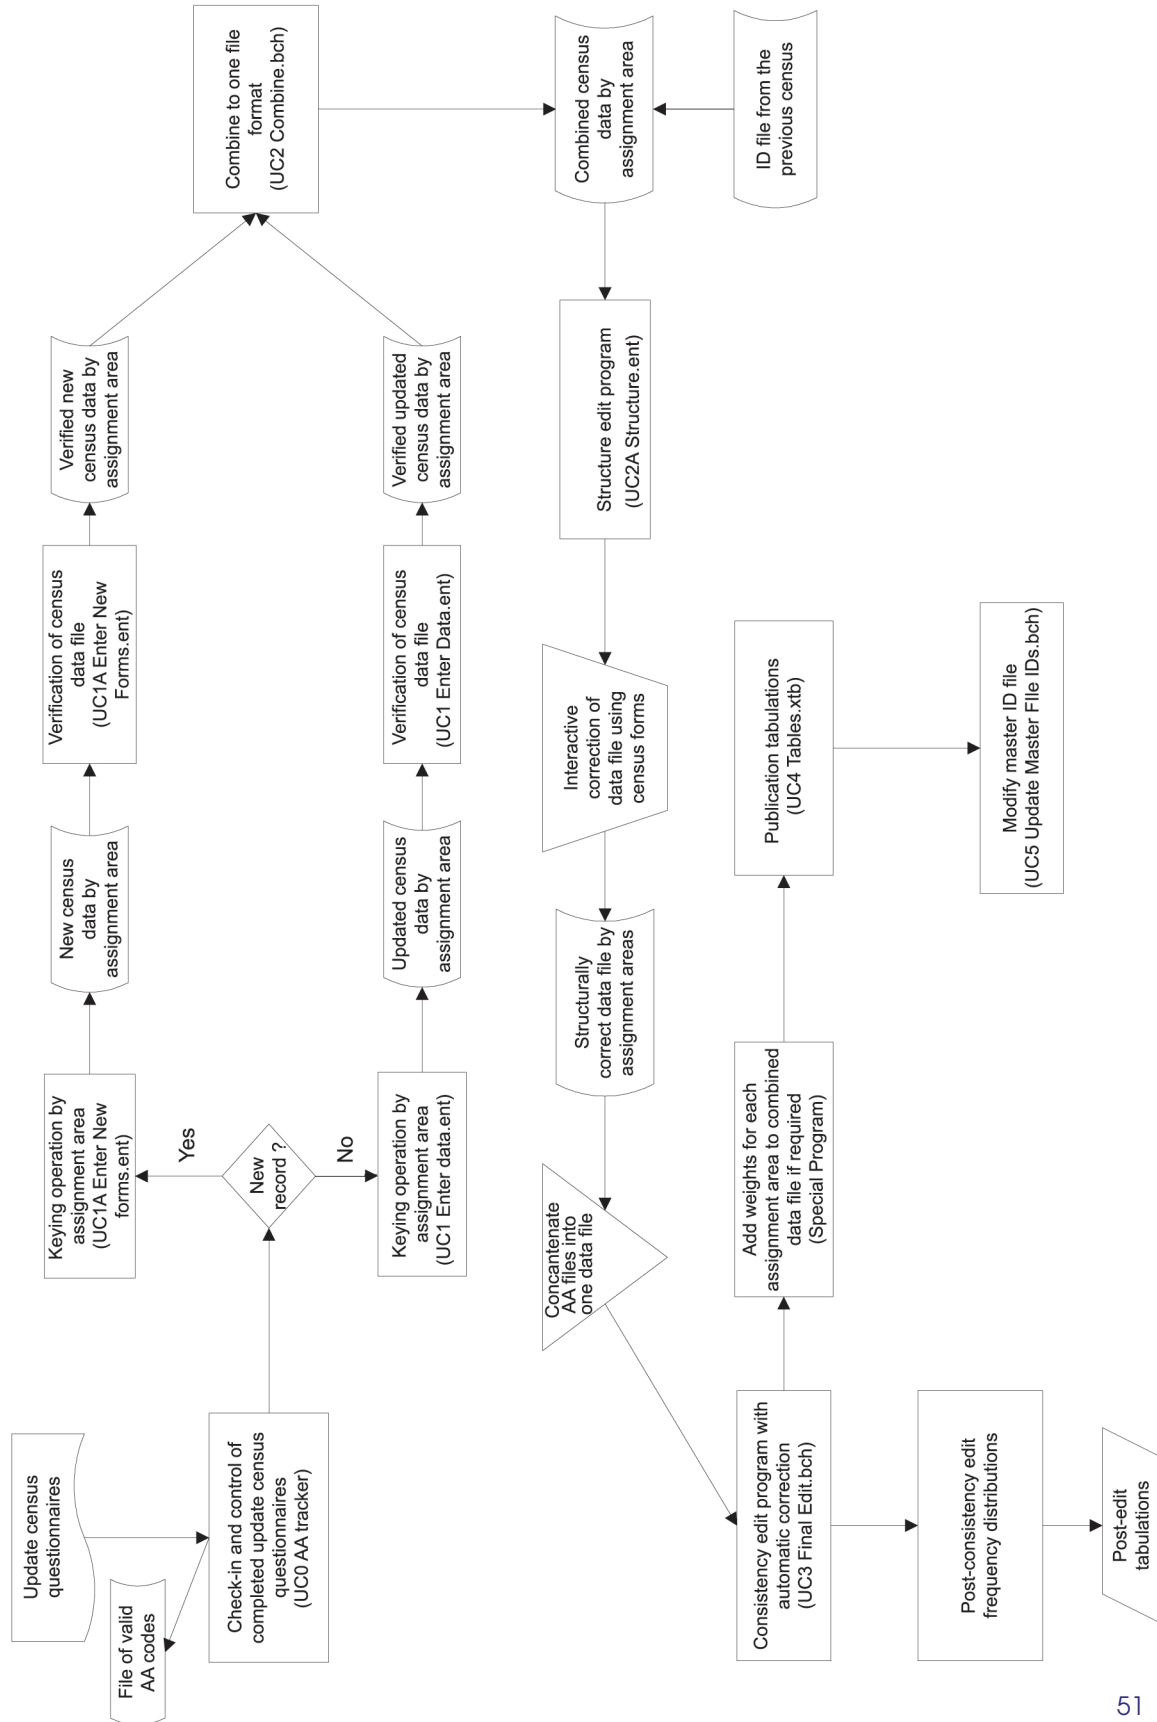 Update census
questionnaires
File of valid
AA codes
Check-in and control of
completed update census
questionnaires
(UC0 AA tracker)
New
record ?
Yes
No
Keying operation by
assignment area
(UC1A Enter New
forms.ent)
New census
data by
assignment area
Verification of census
data file
(UC1A Enter New
Forms.ent)
Verified new
census data by
assignment area
Keying operation by
assignment area
(UC1 Enter data.ent)
Updated census
data by
assignment area
Verification of census
data file
(UC1 Enter Data.ent)
Verified updated
census data by
assignment area
Combine to one file
format
(UC2 Combine.bch)
Combined census
data by
assignment area
ID file from the
previous census
Structure edit program
(UC2A Structure.ent)
Interactive
correction of
data file using
census forms
Structurally
correct data file by
assignment areas
Concantenate
AA files into
one data file
Consistency edit program with
automatic correction
(UC3 Final Edit.bch)
Add weights for each
assignment area to combined
data file if required
(Special Program)
Publication tabulations
(UC4 Tables.xtb)
Modify master ID file
(UC5 Update Master FIle IDs.bch)
Post-consistency edit
frequency distributions
Post-edit
tabulations
51